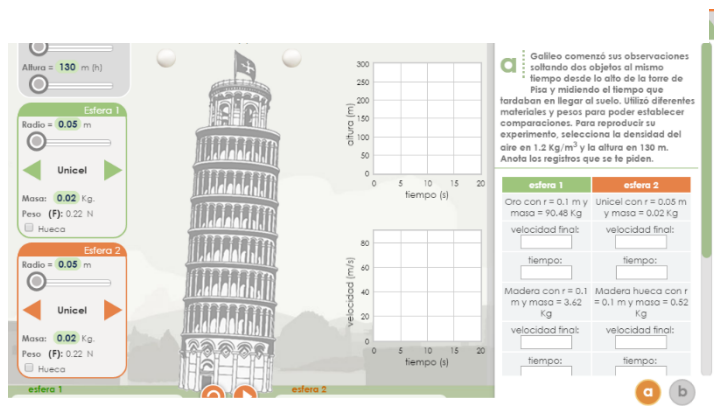 Altura = 130 m (h)
Esfera 1
Radio = 0.05 m
Unicel
Masa: 0.02 Kg.
Peso (F): 0.22 N
Hueca
Esfera 2
Radio = 0.05 m
Unicel
Masa: 0.02 Kg.
Peso (F): 0.22 N
Hueca
esfera 1
esfera 2
altura (m)
300
250
200
150
100
50
0
0 5 10 15 20
tiempo (s)
velocidad (m/s)
80
60
40
20
0
0 5 10 15 20
tiempo (s)
a
Galileo comenzó sus observaciones
soltando dos objetos al mismo
tiempo desde lo alto de la torre de
Pisa y midiendo el tiempo que
tardaban en llegar al suelo. Utilizó diferentes
materiales y pesos para poder establecer
comparaciones. Para reproducir su
experimento, selecciona la densidad del
aire en 1.2 Kg/m³ y la altura en 130 m.
Anota los registros que se te piden.
esfera 1 esfera 2
Oro con r = 0.1 m y Unicel con r = 0.05 m
masa = 90.48 Kg y masa = 0.02 Kg
velocidad final: velocidad final:
tiempo: tiempo:
Madera con r = 0.1 Madera hueca con r
m y masa = 3.62 = 0.1 m y masa = 0.52
Kg Kg
velocidad final: velocidad final:
tiempo: tiempo:
a b